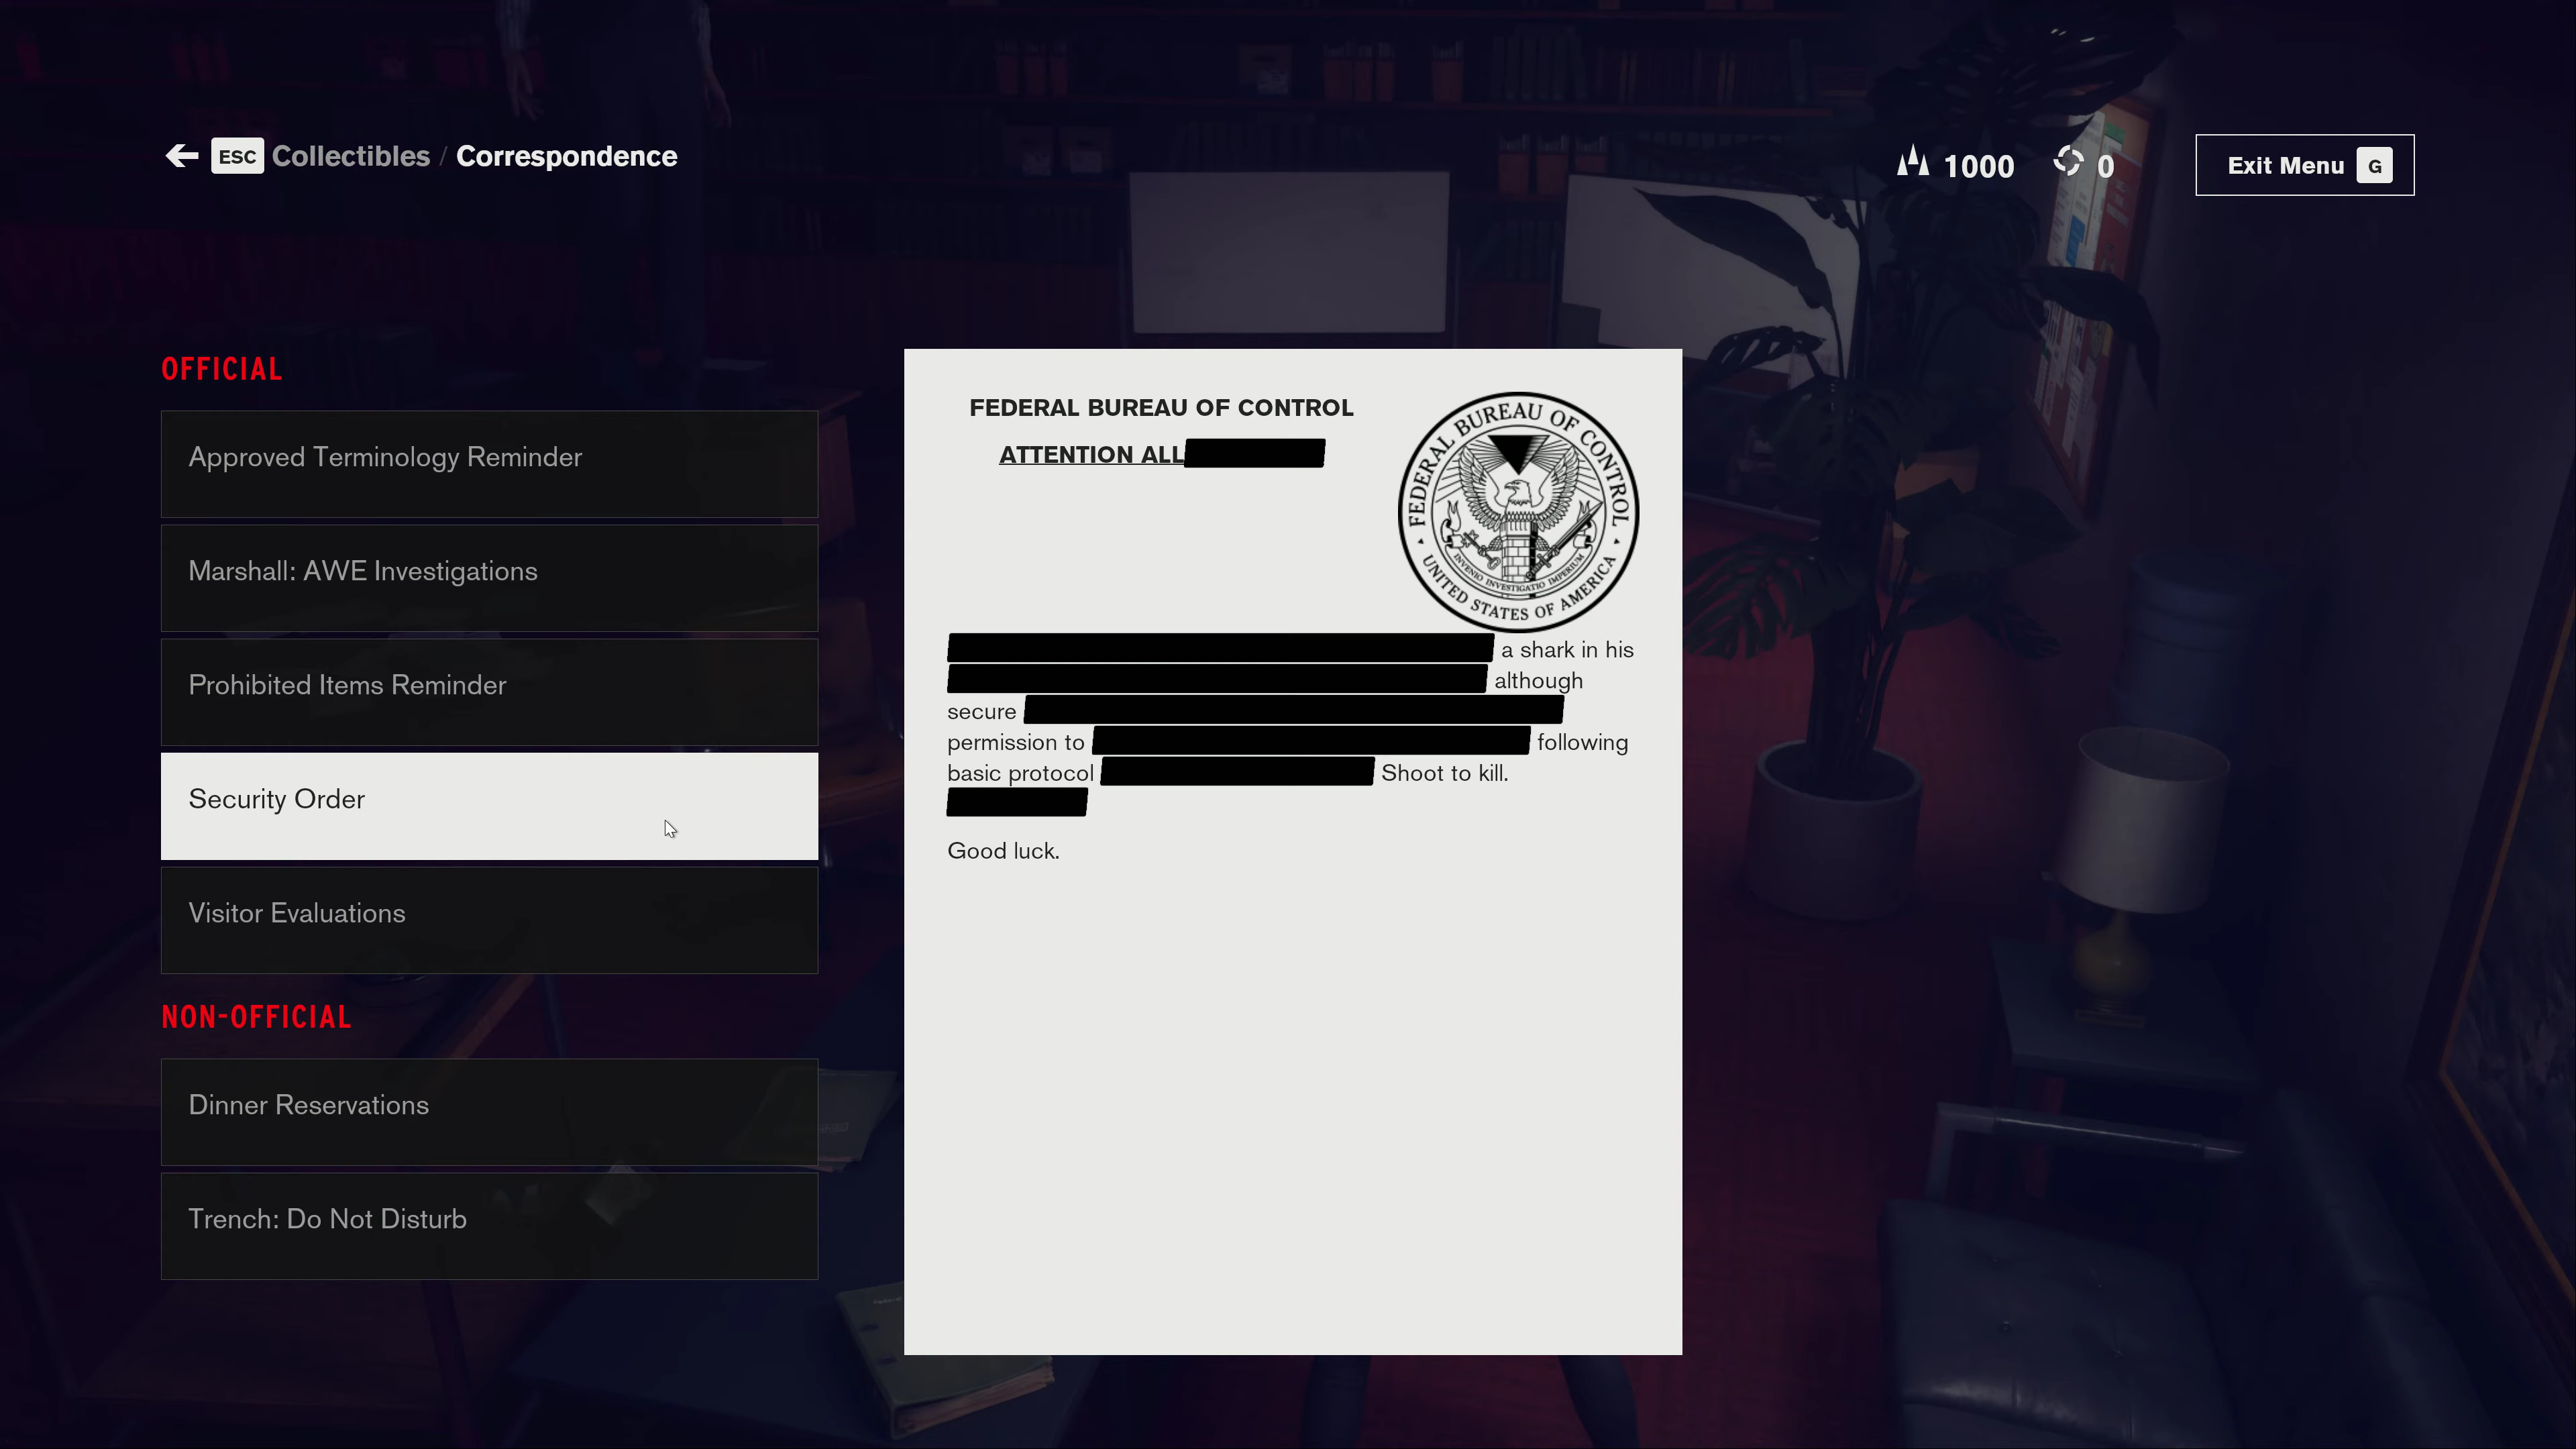 ESC Collectibles / Correspondence
1000
0
Exit Menu G
OFFICIAL
Approved Terminology Reminder
Marshall: AWE Investigations
Prohibited Items Reminder
Security Order
Visitor Evaluations
NON-OFFICIAL
Dinner Reservations
Trench: Do Not Disturb
FEDERAL BUREAU OF CONTROL
ATTENTION ALL
FEDERAL BUREAU OF CONTROL
INVENIO INVESTIGATIO IMPERIUM
UNITED STATES OF AMERICA
a shark in his
although
secure
permission to following
basic protocol Shoot to kill.
Good luck.